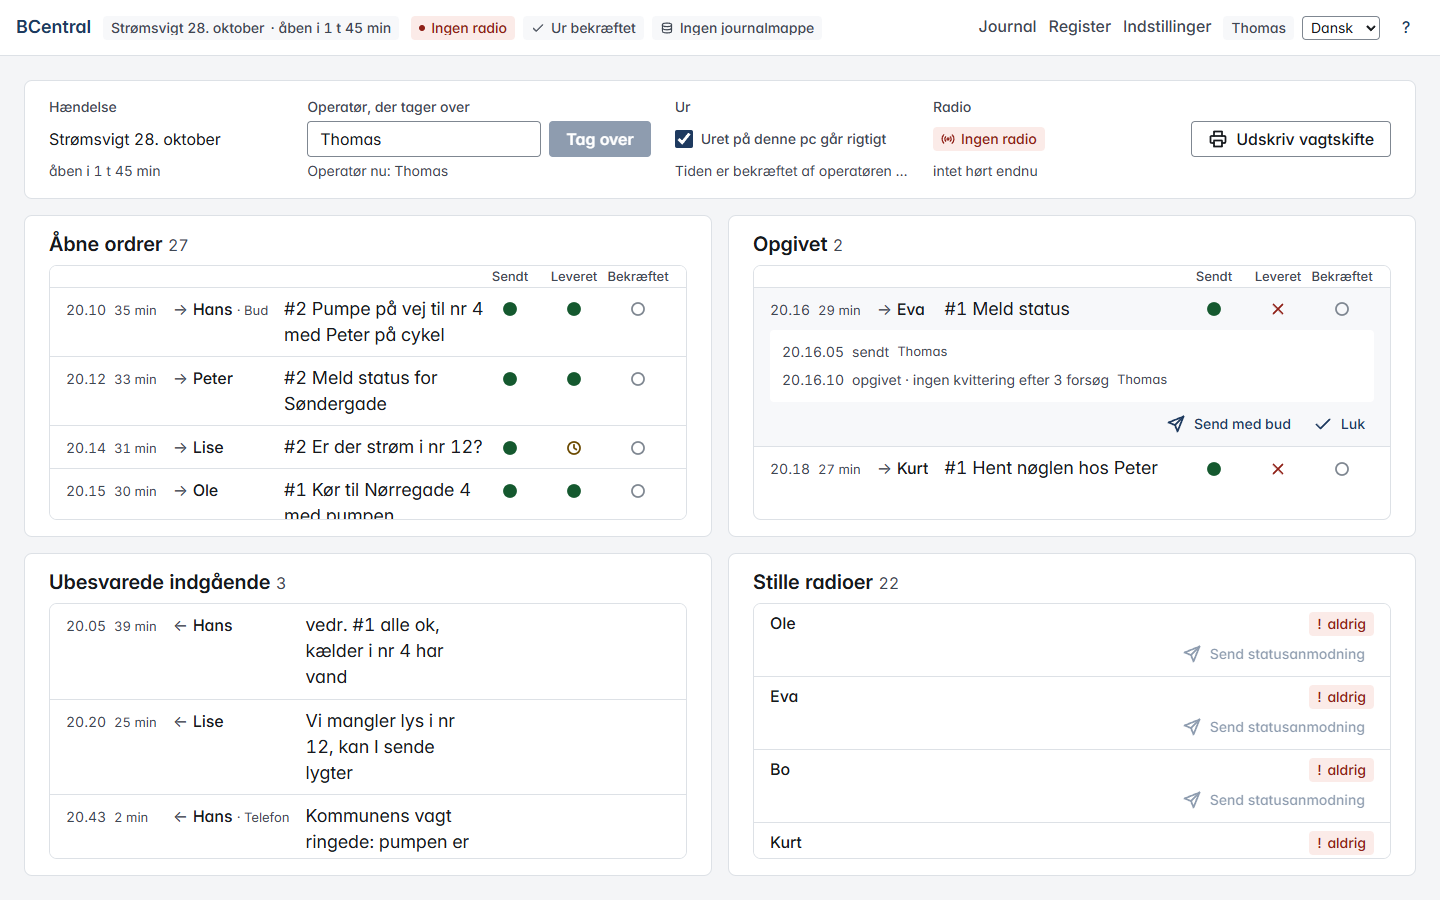 BCentral Strømsvigt 28. oktober · åben i 1 t 45 min Ingen radio Ur bekræftet Ingen journalmappe Journal Register Indstillinger Thomas Dansk ?
Hændelse
Strømsvigt 28. oktober
åben i 1 t 45 min
Operatør, der tager over
Thomas Tag over
Operatør nu: Thomas
Ur
Uret på denne pc går rigtigt
Tiden er bekræftet af operatøren ...
Radio
Ingen radio
intet hørt endnu
Udskriv vagtskifte
Åbne ordrer 27
Sendt Leveret Bekræftet
20.10 35 min → Hans · Bud #2 Pumpe på vej til nr 4
med Peter på cykel
20.12 33 min → Peter #2 Meld status for
Søndergade
20.14 31 min → Lise #2 Er der strøm i nr 12?
20.15 30 min → Ole #1 Kør til Nørregade 4
med pumpen
Opgivet 2
Sendt Leveret Bekræftet
20.16 29 min → Eva #1 Meld status
20.16.05 sendt Thomas
20.16.10 opgivet · ingen kvittering efter 3 forsøg Thomas
Send med bud Luk
20.18 27 min → Kurt #1 Hent nøglen hos Peter
Ubesvarede indgående 3
20.05 39 min ← Hans vedr. #1 alle ok,
kælder i nr 4 har
vand
20.20 25 min ← Lise Vi mangler lys i nr
12, kan I sende
lygter
20.43 2 min ← Hans · Telefon Kommunens vagt
ringede: pumpen er
Stille radioer 22
Ole ! aldrig
Send statusanmodning
Eva ! aldrig
Send statusanmodning
Bo ! aldrig
Send statusanmodning
Kurt ! aldrig